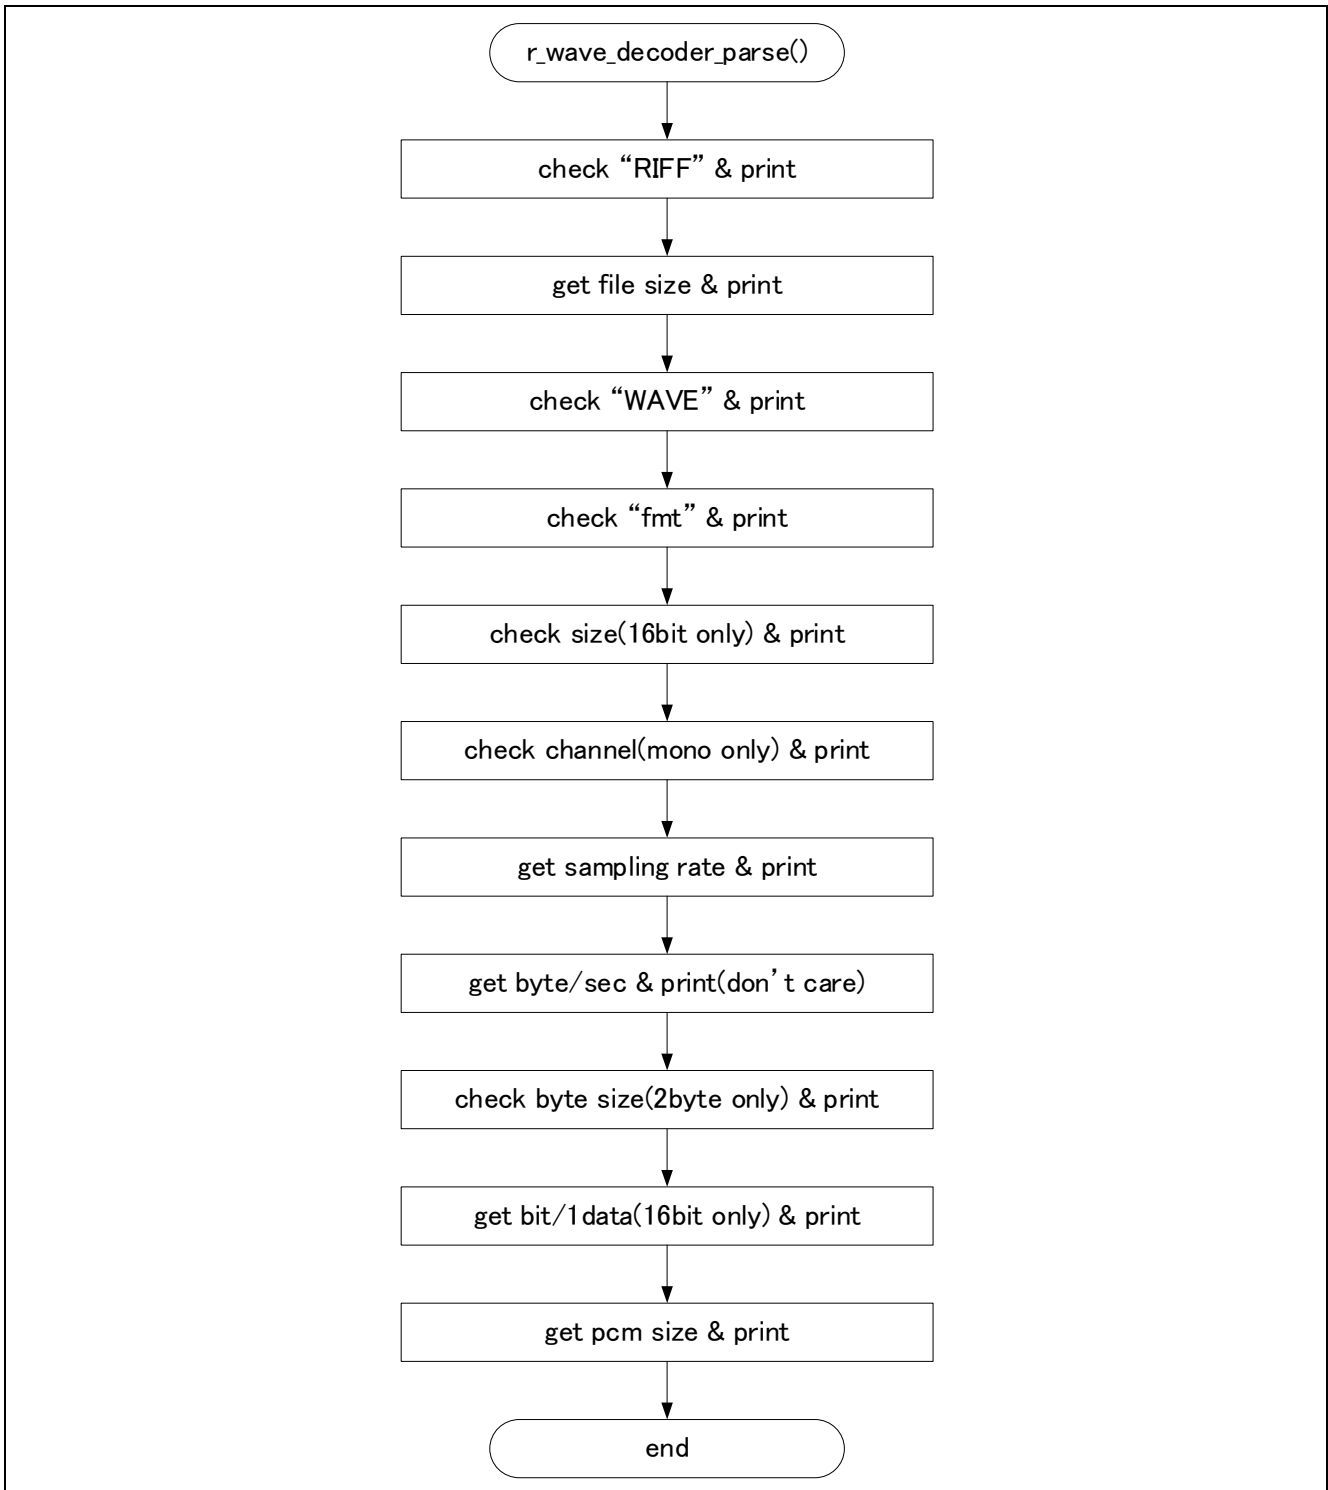 r_wave_decoder_parse()
check “RIFF” & print
get file size & print
check “WAVE” & print
check “fmt” & print
check size(16bit only) & print
check channel(mono only) & print
get sampling rate & print
get byte/sec & print(don’t care)
check byte size(2byte only) & print
get bit/1data(16bit only) & print
get pcm size & print
end